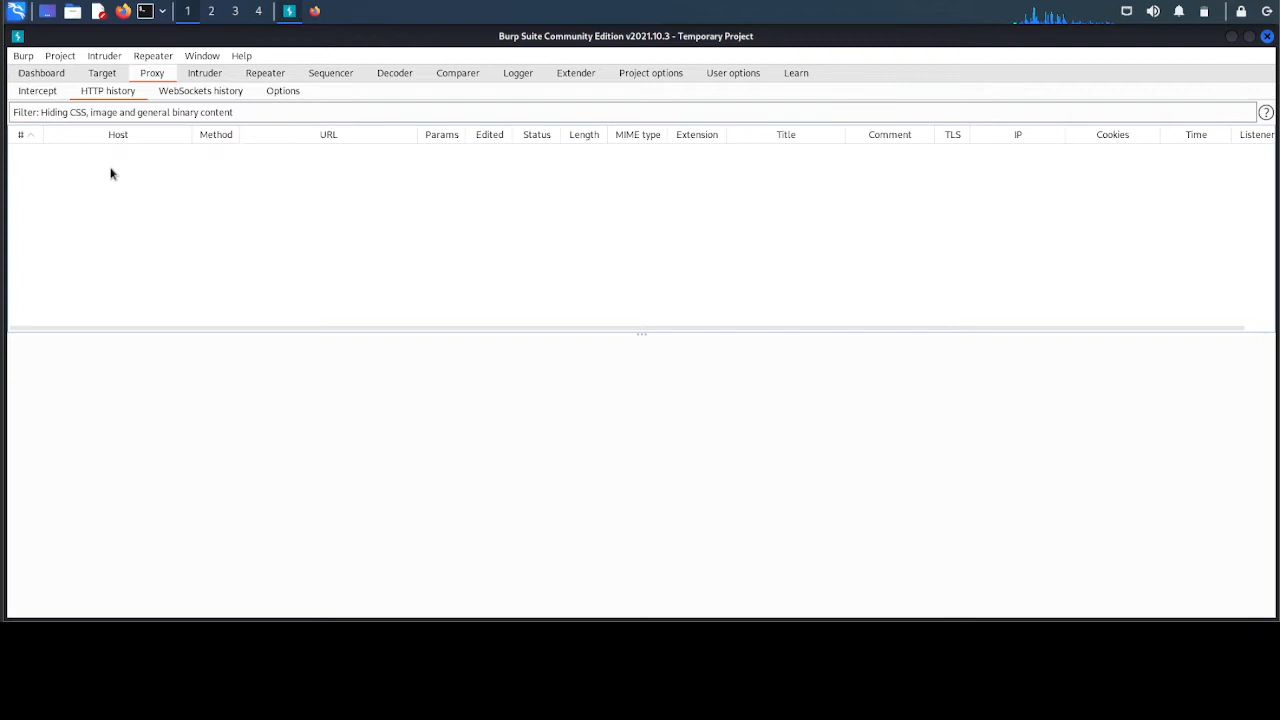 1 2 3 4
Burp Suite Community Edition v2021.10.3 - Temporary Project
Burp Project Intruder Repeater Window Help
Dashboard Target Proxy Intruder Repeater Sequencer Decoder Comparer Logger Extender Project options User options Learn
Intercept HTTP history WebSockets history Options
Filter: Hiding CSS, image and general binary content
# Host Method URL Params Edited Status Length MIME type Extension Title Comment TLS IP Cookies Time Listener